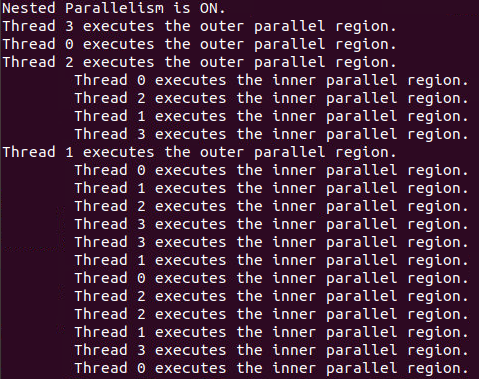 Nested Parallelism is ON.
Thread 3 executes the outer parallel region.
Thread 0 executes the outer parallel region.
Thread 2 executes the outer parallel region.
Thread 0 executes the inner parallel region.
Thread 2 executes the inner parallel region.
Thread 1 executes the inner parallel region.
Thread 3 executes the inner parallel region.
Thread 1 executes the outer parallel region.
Thread 0 executes the inner parallel region.
Thread 1 executes the inner parallel region.
Thread 2 executes the inner parallel region.
Thread 3 executes the inner parallel region.
Thread 3 executes the inner parallel region.
Thread 1 executes the inner parallel region.
Thread 0 executes the inner parallel region.
Thread 2 executes the inner parallel region.
Thread 2 executes the inner parallel region.
Thread 1 executes the inner parallel region.
Thread 3 executes the inner parallel region.
Thread 0 executes the inner parallel region.